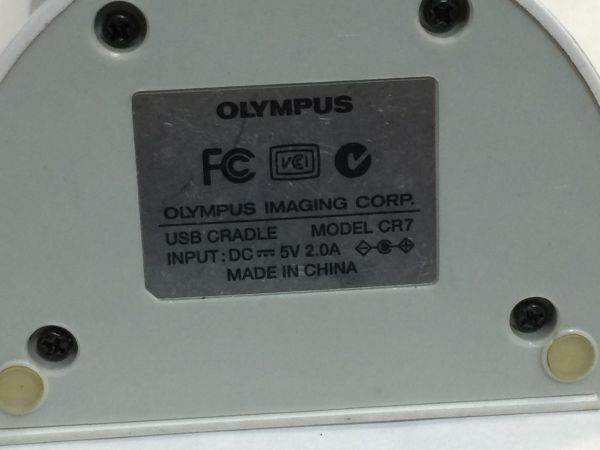 OLYMPUS
FC VCI
OLYMPUS IMAGING CORP.
USB CRADLE MODEL CR7
INPUT: DC ⎓ 5V 2.0A
MADE IN CHINA